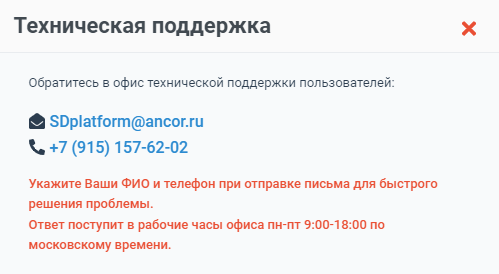 Техническая поддержка
Обратитесь в офис технической поддержки пользователей:
SDplatform@ancor.ru
+7 (915) 157-62-02
Укажите Ваши ФИО и телефон при отправке письма для быстрого
решения проблемы.
Ответ поступит в рабочие часы офиса пн-пт 9:00-18:00 по
московскому времени.